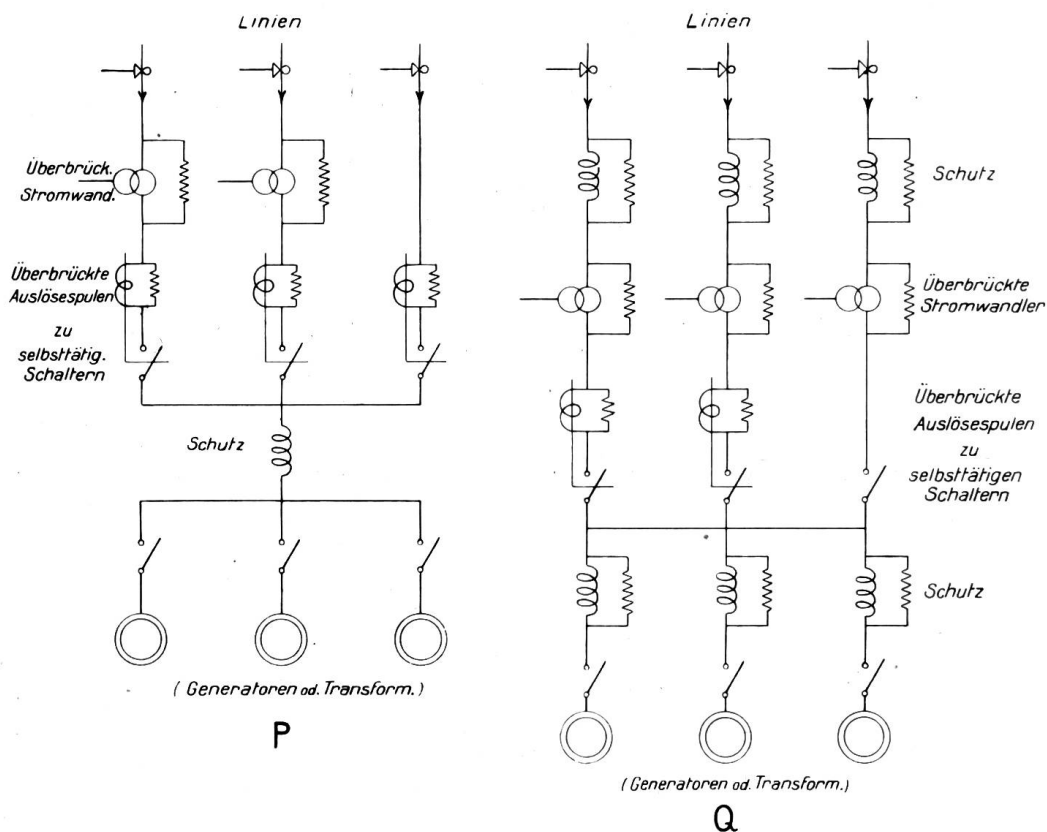 Linien
Überbrück.
Stromwand.
Überbrückte
Auslösespulen
zu
selbsttätig.
Schaltern
Schutz
(Generatoren od. Transform.)
P
Linien
Schutz
Überbrückte
Stromwandler
Überbrückte
Auslösespulen
zu
selbsttätigen
Schaltern
Schutz
(Generatoren od. Transform.)
Q